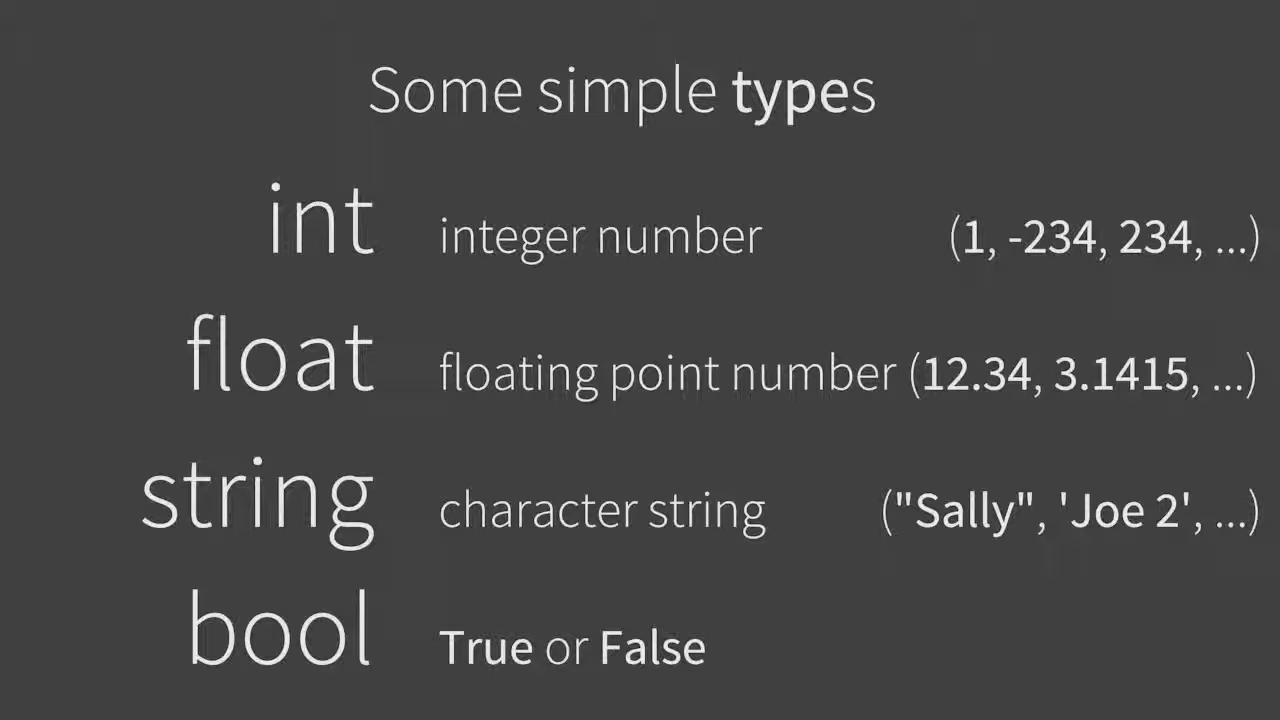 Some simple types
int integer number (1, -234, 234, ...)
float floating point number (12.34, 3.1415, ...)
string character string ("Sally", 'Joe 2', ...)
bool True or False